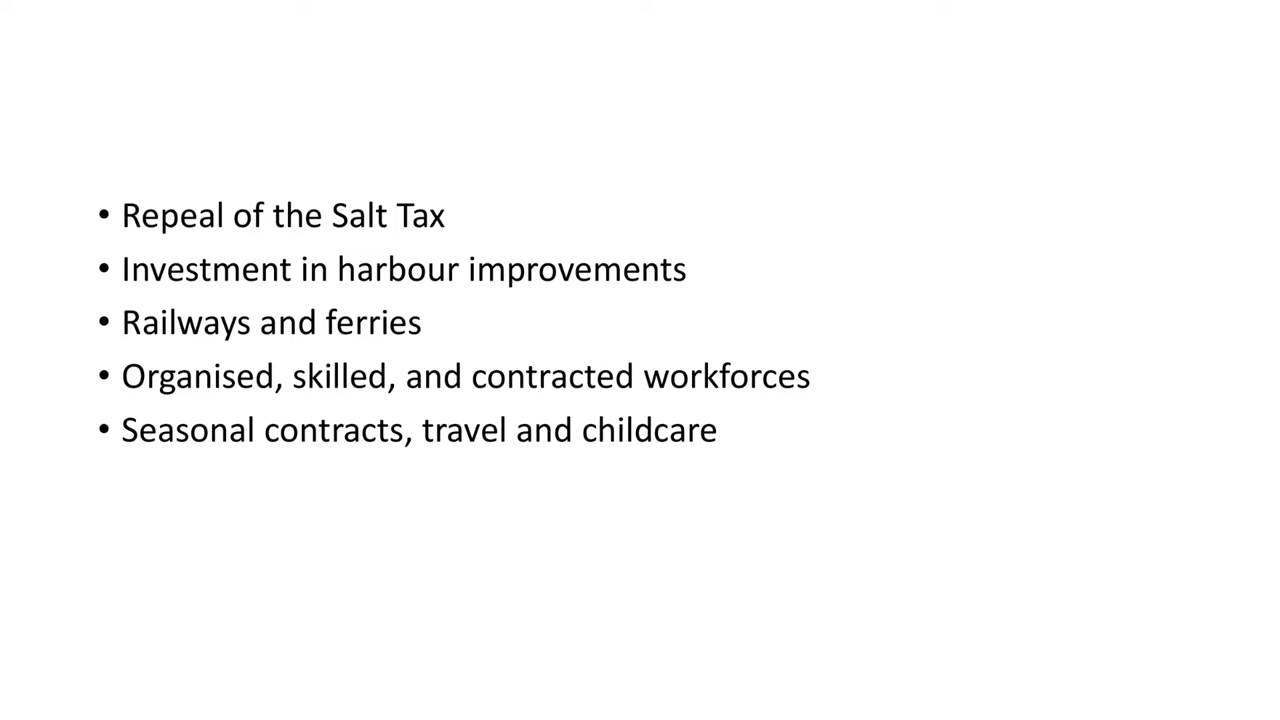 • Repeal of the Salt Tax
• Investment in harbour improvements
• Railways and ferries
• Organised, skilled, and contracted workforces
• Seasonal contracts, travel and childcare